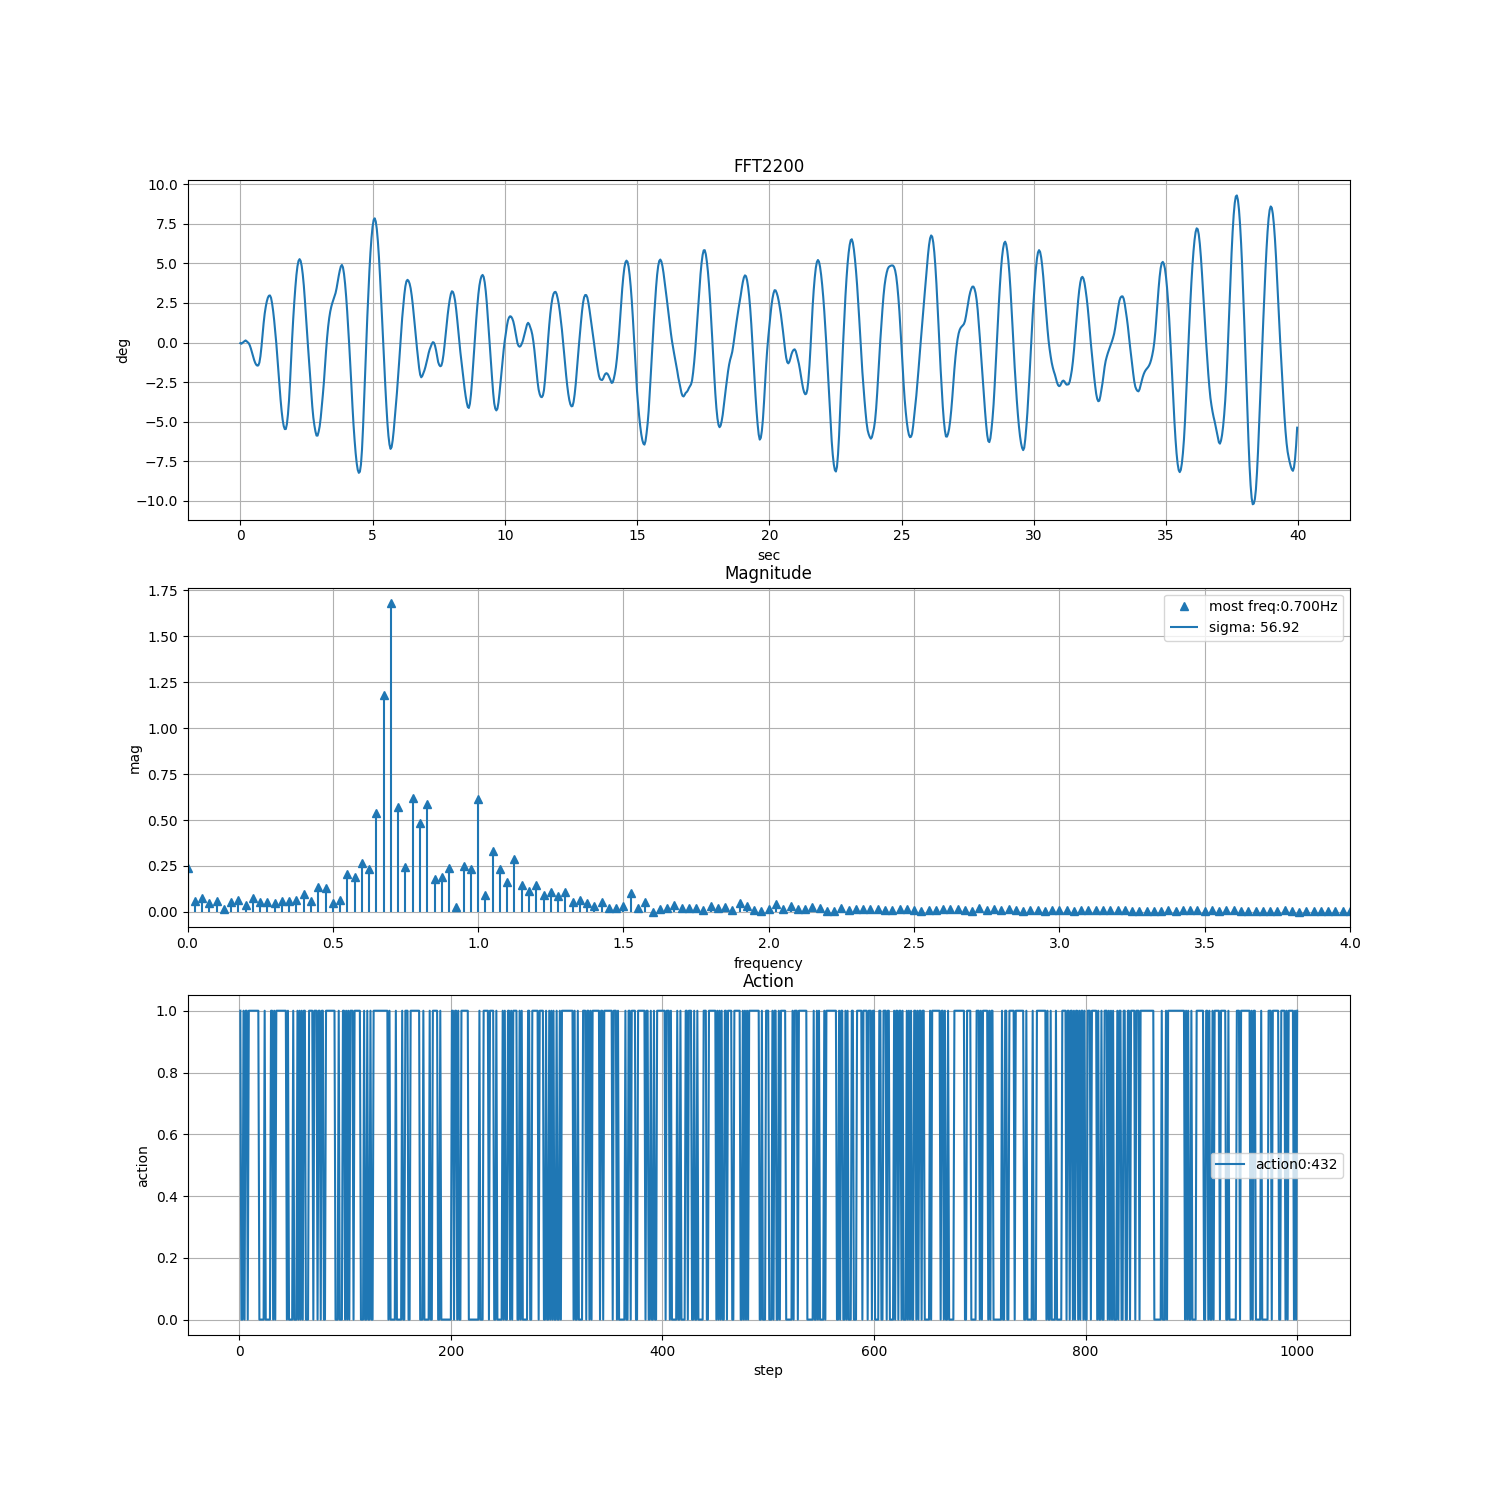 FFT2200
10.0
7.5
5.0
2.5
0.0
−2.5
−5.0
−7.5
−10.0
deg
0 5 10 15 20 25 30 35 40
sec
Magnitude
1.75
1.50
1.25
1.00
0.75
0.50
0.25
0.00
mag
most freq:0.700Hz
sigma: 56.92
0.0 0.5 1.0 1.5 2.0 2.5 3.0 3.5 4.0
frequency
Action
1.0
0.8
0.6
0.4
0.2
0.0
action
action0:432
0 200 400 600 800 1000
step